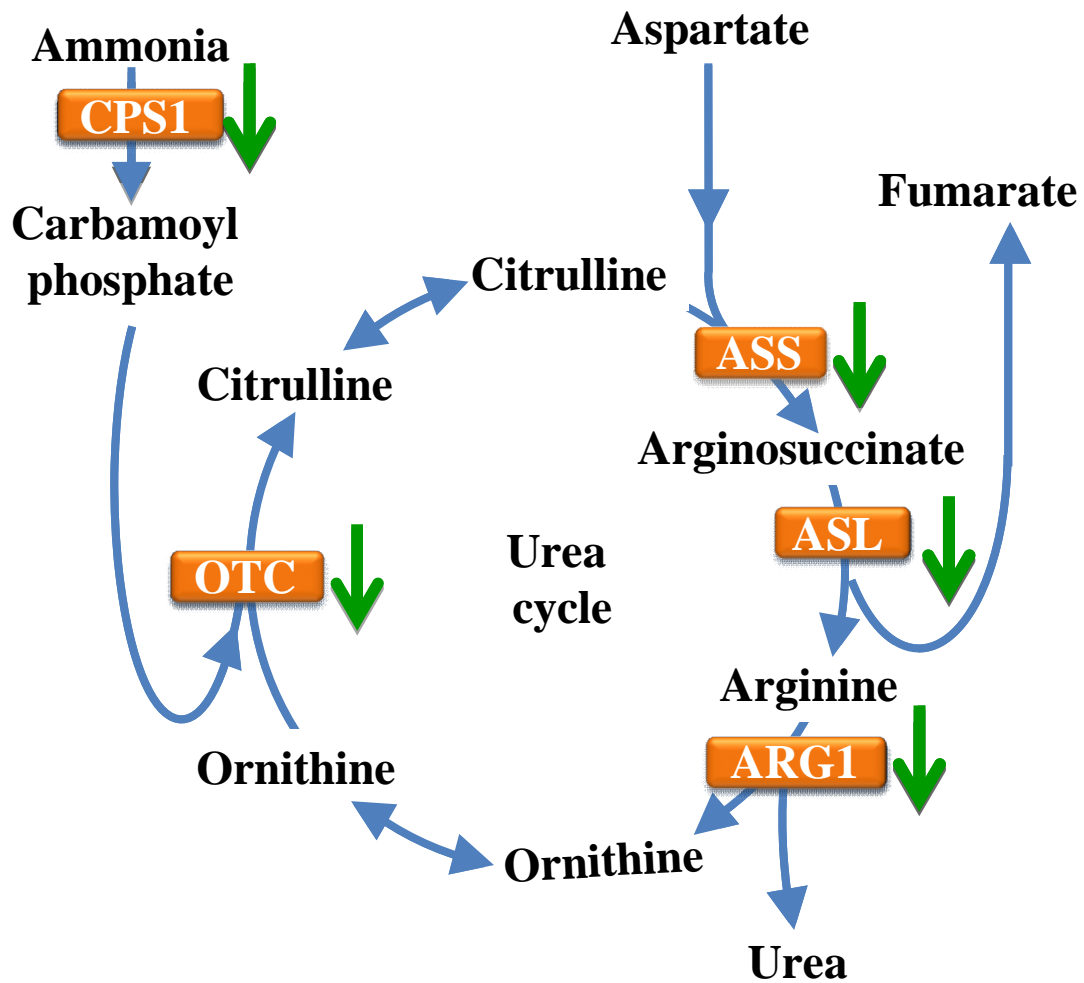 Ammonia
CPS1
Carbamoyl
phosphate
Aspartate
Fumarate
Citrulline
Citrulline
ASS
Arginosuccinate
ASL
OTC
Urea
cycle
Arginine
ARG1
Ornithine
Ornithine
Urea